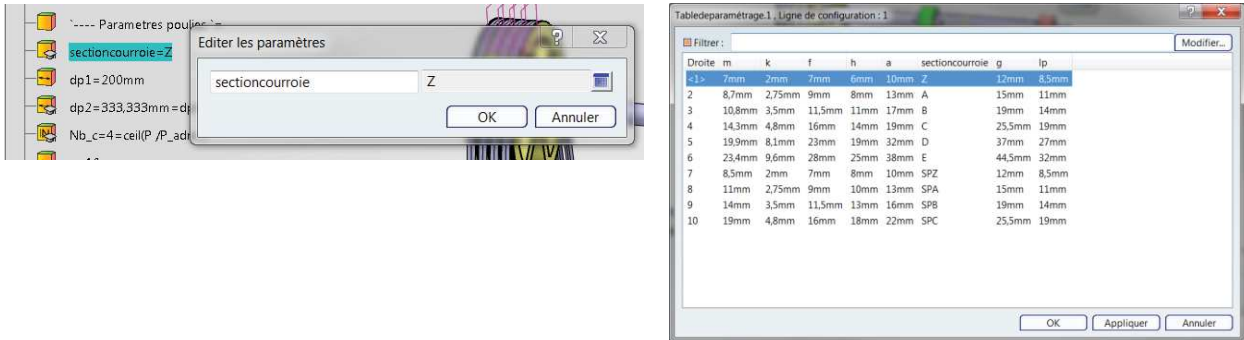 `---- Parametres poulies `=
sectioncourroie=Z
dp1=200mm
dp2=333,333mm=dp
Nb_c=4=ceil(P /P_adr
Editer les paramètres
sectioncourroie Z
OK Annuler
Tabledeparamétrage.1 , Ligne de configuration : 1
Filtrer : Modifier...
Droite m k f h a sectioncourroie g lp
<1> 7mm 2mm 7mm 6mm 10mm Z 12mm 8,5mm
2 8,7mm 2,75mm 9mm 8mm 13mm A 15mm 11mm
3 10,8mm 3,5mm 11,5mm 11mm 17mm B 19mm 14mm
4 14,3mm 4,8mm 16mm 14mm 19mm C 25,5mm 19mm
5 19,9mm 8,1mm 23mm 19mm 32mm D 37mm 27mm
6 23,4mm 9,6mm 28mm 25mm 38mm E 44,5mm 32mm
7 8,5mm 2mm 7mm 8mm 10mm SPZ 12mm 8,5mm
8 11mm 2,75mm 9mm 10mm 13mm SPA 15mm 11mm
9 14mm 3,5mm 11,5mm 13mm 16mm SPB 19mm 14mm
10 19mm 4,8mm 16mm 18mm 22mm SPC 25,5mm 19mm
OK Appliquer Annuler